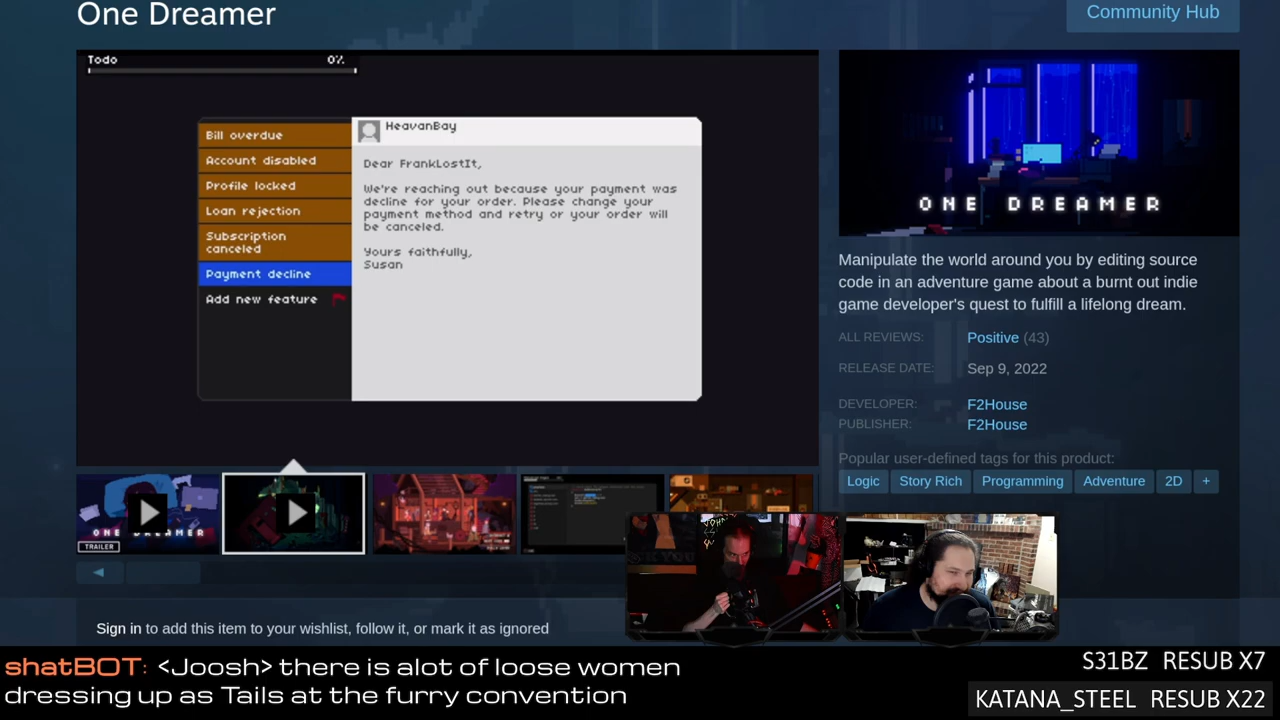 One Dreamer
Community Hub
Todo 0%
Bill overdue
Account disabled
Profile locked
Loan rejection
Subscription
canceled
Payment decline
Add new feature
HeavanBay
Dear FrankLostIt,
We're reaching out because your payment was
decline for your order. Please change your
payment method and retry or your order will
be canceled.
Yours faithfully,
Susan
ONE DREAMER
Manipulate the world around you by editing source
code in an adventure game about a burnt out indie
game developer's quest to fulfill a lifelong dream.
ALL REVIEWS: Positive (43)
RELEASE DATE: Sep 9, 2022
DEVELOPER: F2House
PUBLISHER: F2House
Popular user-defined tags for this product:
Logic Story Rich Programming Adventure 2D +
ONE DREAMER
TRAILER
Sign in to add this item to your wishlist, follow it, or mark it as ignored
shatBOT: <Joosh> there is alot of loose women
dressing up as Tails at the furry convention
S31BZ RESUB X7
KATANA_STEEL RESUB X22